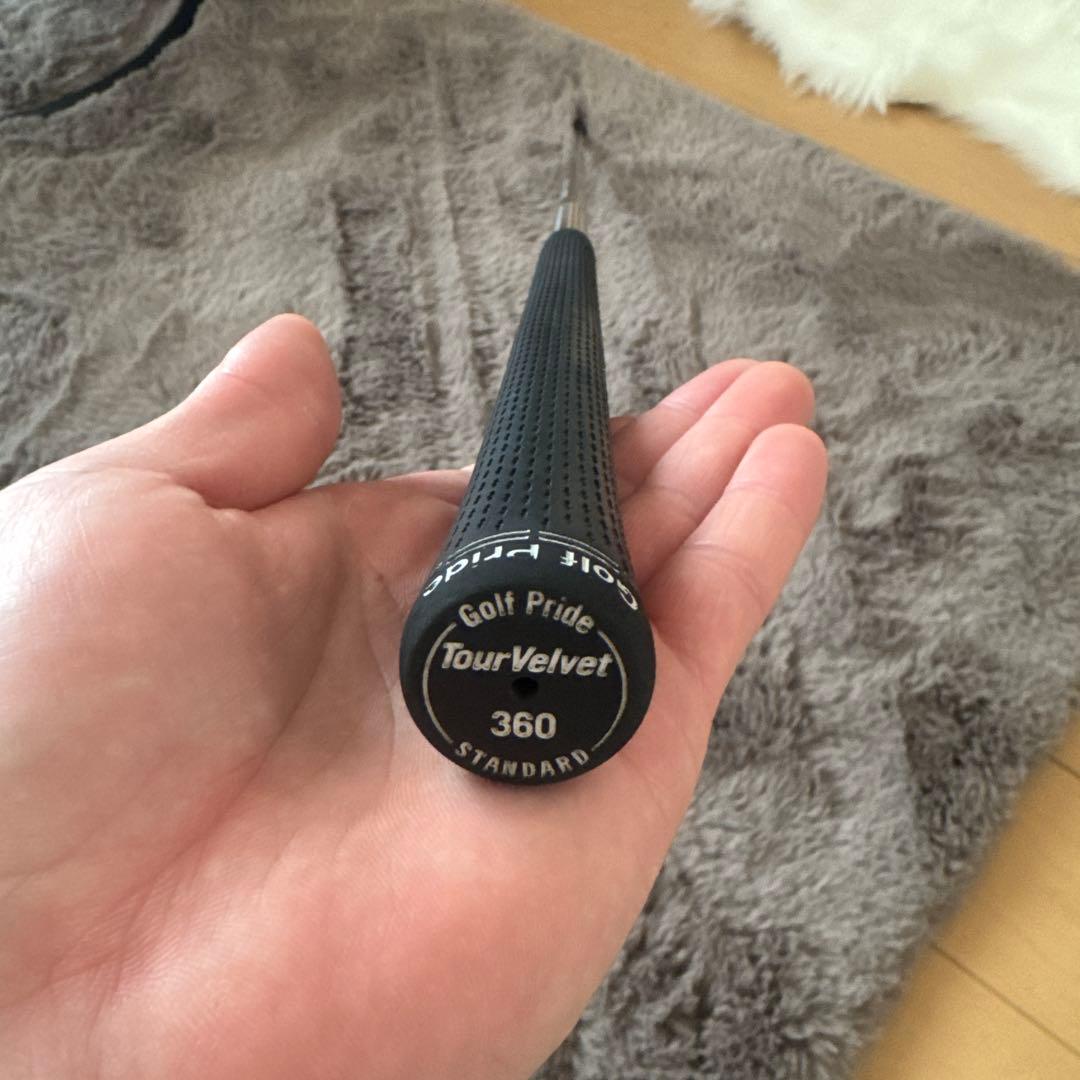 Golf Pride
Golf Pride
TourVelvet
360
STANDARD